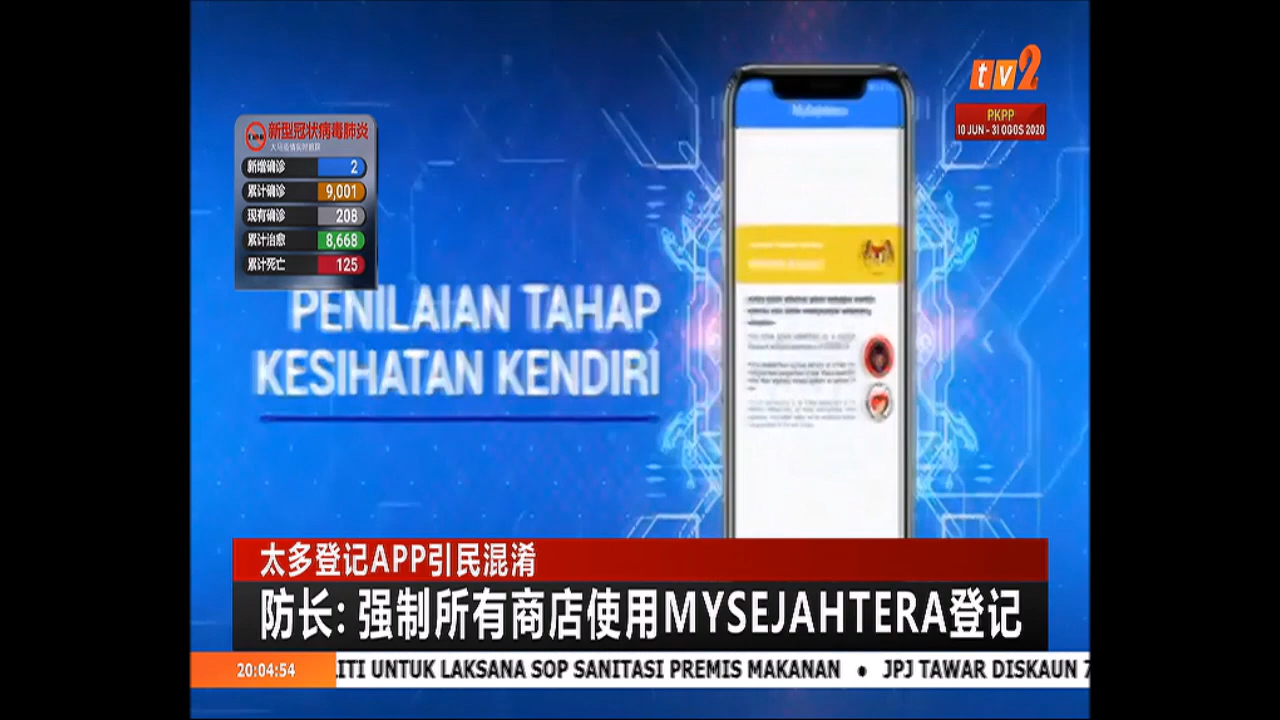 tv2
PKPP
10 JUN - 31 OGOS 2020
新型冠状病毒肺炎
新增确诊 2
累计确诊 9,001
现有确诊 208
累计治愈 8,668
累计死亡 125
PENILAIAN TAHAP
KESIHATAN KENDIRI
太多登记APP引民混淆
防长: 强制所有商店使用MYSEJAHTERA登记
20:04:54 ITI UNTUK LAKSANA SOP SANITASI PREMIS MAKANAN • JPJ TAWAR DISKAUN 7